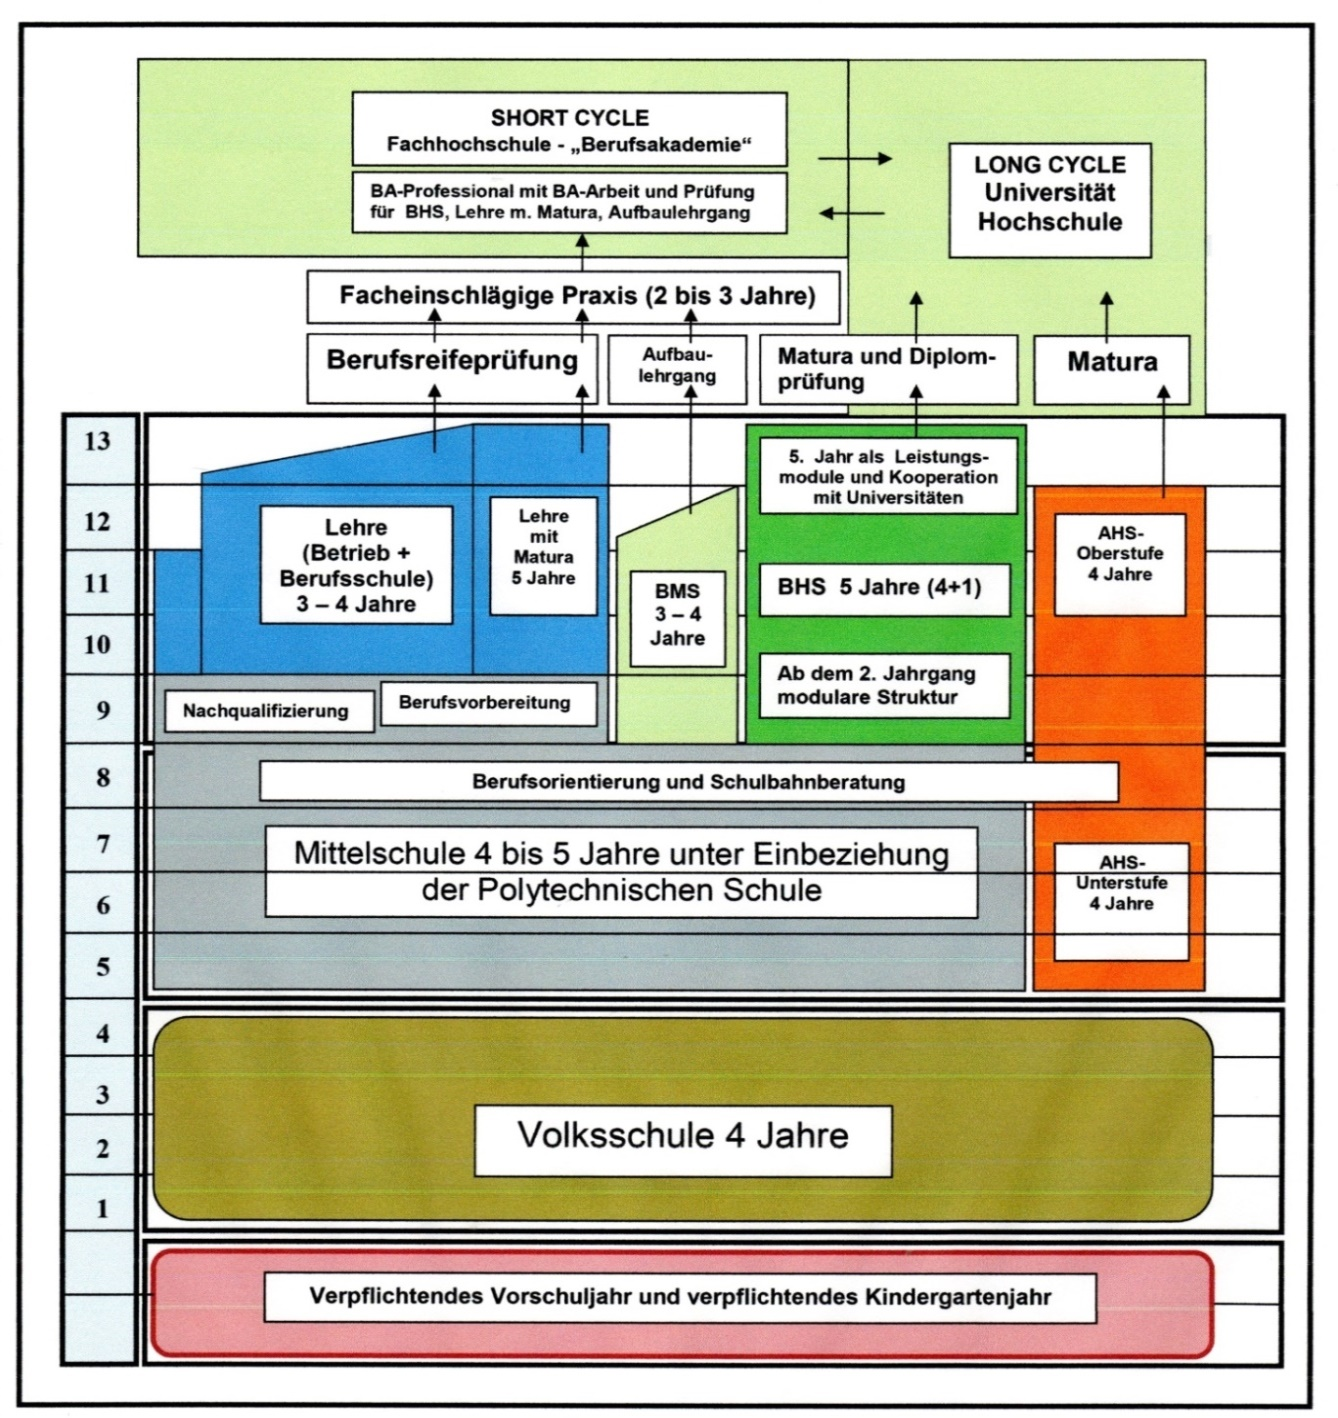 SHORT CYCLE
Fachhochschule - „Berufsakademie“
BA-Professional mit BA-Arbeit und Prüfung
für BHS, Lehre m. Matura, Aufbaulehrgang
LONG CYCLE
Universität
Hochschule
Facheinschlägige Praxis (2 bis 3 Jahre)
Berufsreifeprüfung
Aufbau-
lehrgang
Matura und Diplom-
prüfung
Matura
13
12
11
10
9
8
7
6
5
4
3
2
1
Lehre
(Betrieb +
Berufsschule)
3 – 4 Jahre
Lehre
mit
Matura
5 Jahre
BMS
3 – 4
Jahre
5. Jahr als Leistungs-
module und Kooperation
mit Universitäten
BHS 5 Jahre (4+1)
Ab dem 2. Jahrgang
modulare Struktur
AHS-
Oberstufe
4 Jahre
Nachqualifizierung
Berufsvorbereitung
Berufsorientierung und Schulbahnberatung
Mittelschule 4 bis 5 Jahre unter Einbeziehung
der Polytechnischen Schule
AHS-
Unterstufe
4 Jahre
Volksschule 4 Jahre
Verpflichtendes Vorschuljahr und verpflichtendes Kindergartenjahr